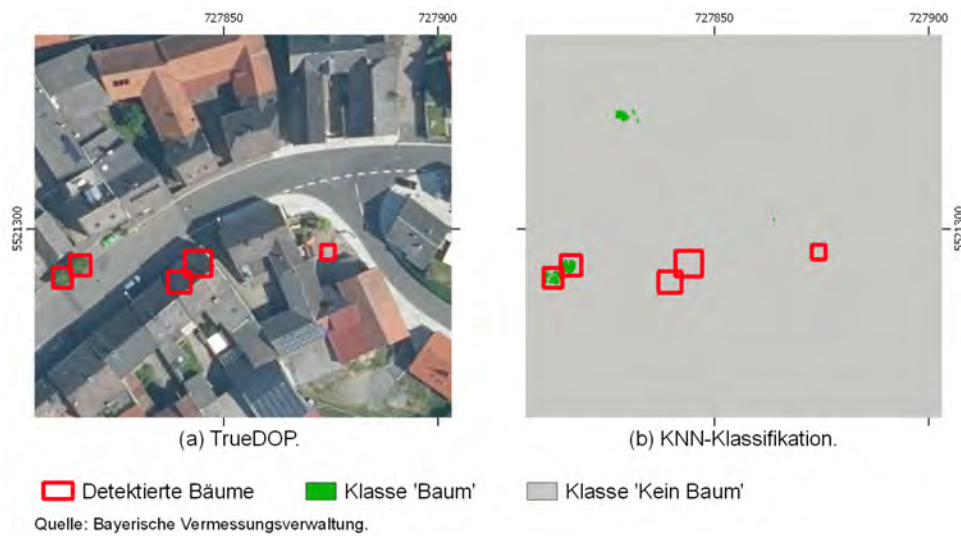 727850 727900 727850 727900
5521300 5521300
(a) TrueDOP. (b) KNN-Klassifikation.
Detektierte Bäume Klasse 'Baum' Klasse 'Kein Baum'
Quelle: Bayerische Vermessungsverwaltung.